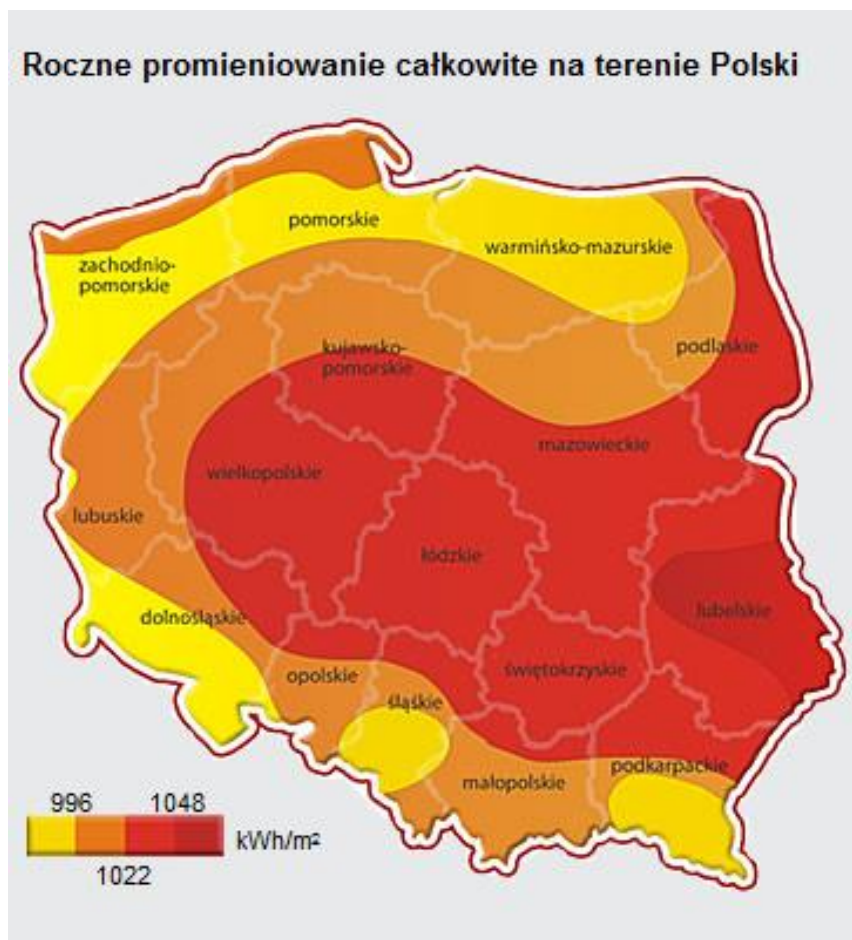 Roczne promieniowanie całkowite na terenie Polski
pomorskie
warmińsko-mazurskie
zachodnio-
pomorskie
kujawsko-
pomorskie
podlaskie
mazowieckie
wielkopolskie
lubuskie
łódzkie
lubelskie
dolnośląskie
opolskie
świętokrzyskie
śląskie
podkarpackie
małopolskie
996 1048
kWh/m²
1022